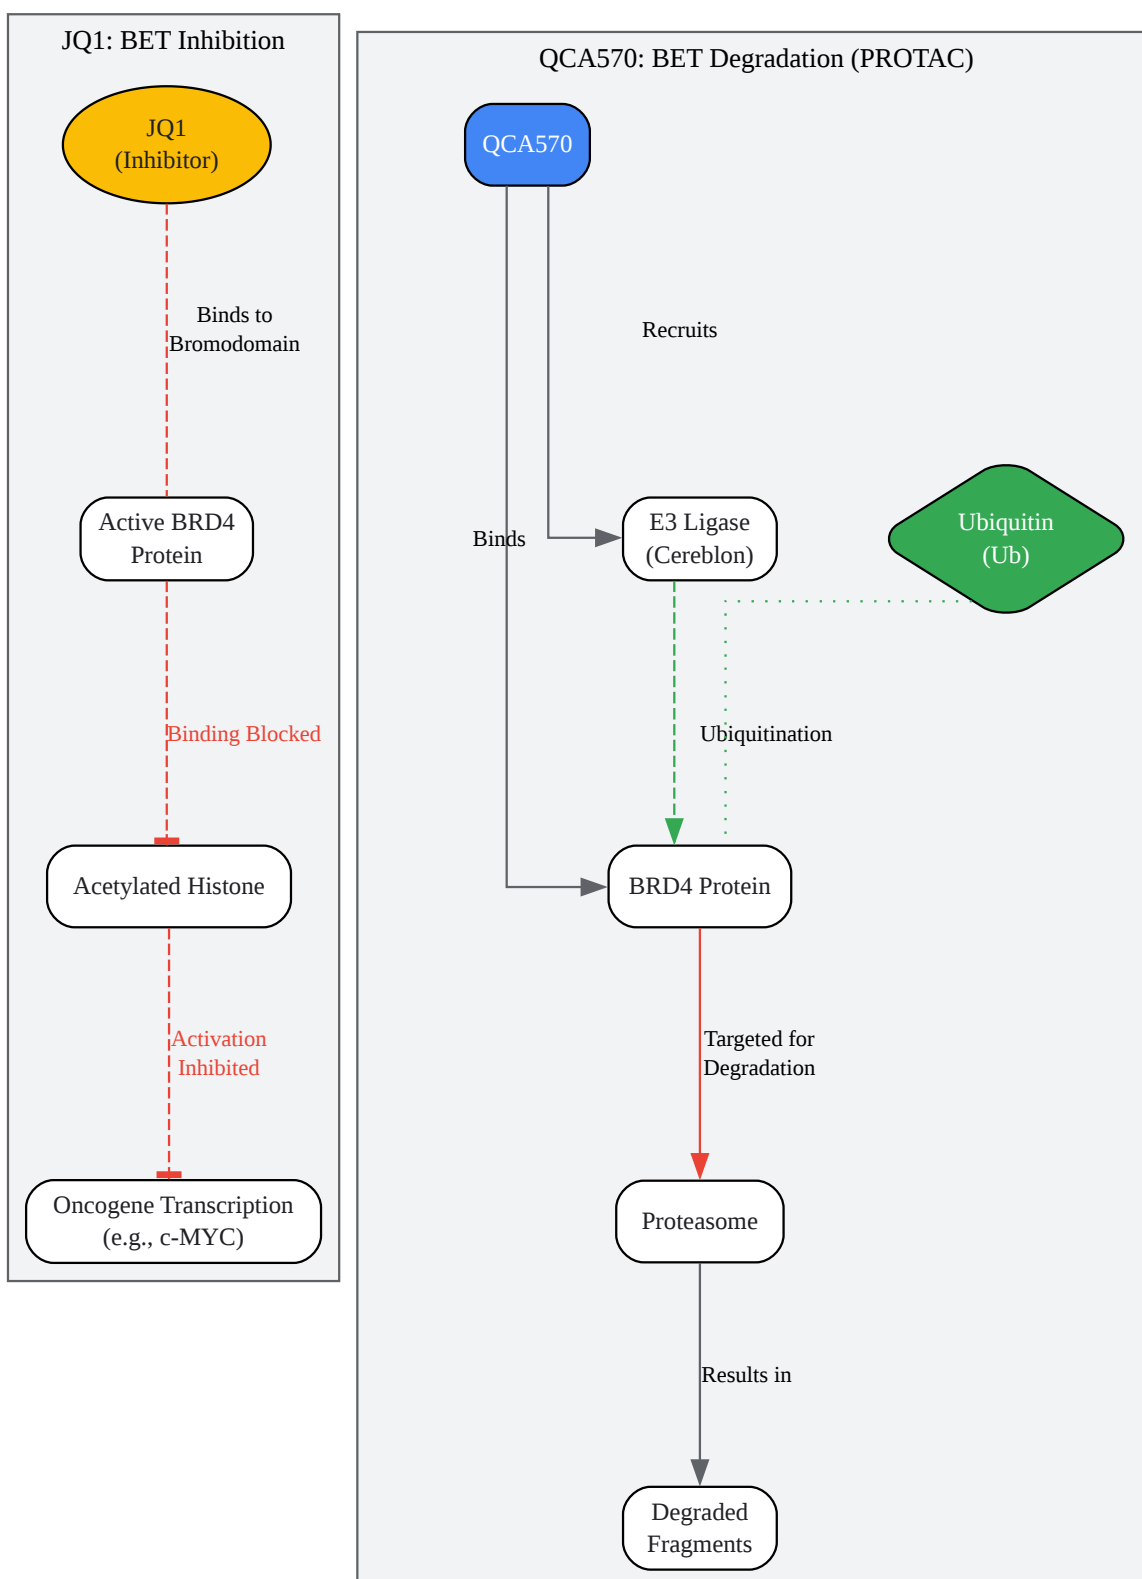 JQ1: BET Inhibition
JQ1
(Inhibitor)
Binds to
Bromodomain
Active BRD4
Protein
Binding Blocked
Acetylated Histone
Activation
Inhibited
Oncogene Transcription
(e.g., c-MYC)
QCA570: BET Degradation (PROTAC)
QCA570
Recruits
Binds
E3 Ligase
(Cereblon)
Ubiquitin
(Ub)
Ubiquitination
BRD4 Protein
Targeted for
Degradation
Proteasome
Results in
Degraded
Fragments